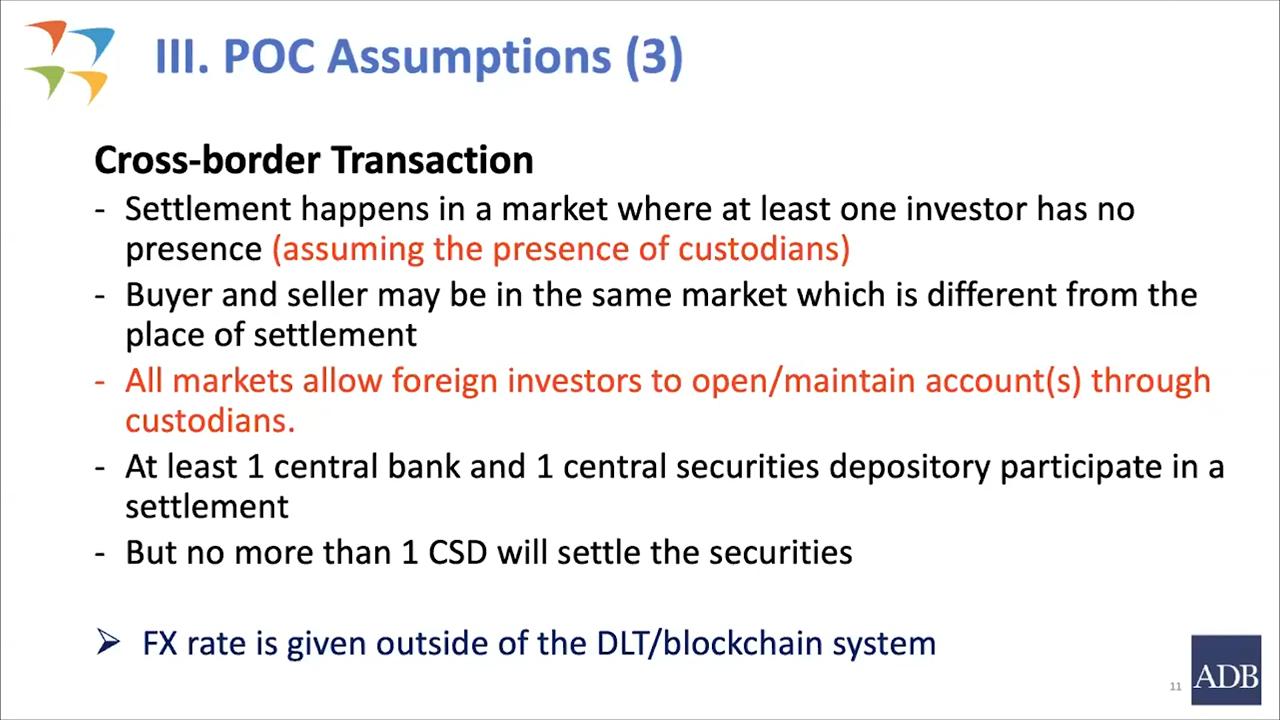 III. POC Assumptions (3)
Cross-border Transaction
- Settlement happens in a market where at least one investor has no
presence (assuming the presence of custodians)
- Buyer and seller may be in the same market which is different from the
place of settlement
- All markets allow foreign investors to open/maintain account(s) through
custodians.
- At least 1 central bank and 1 central securities depository participate in a
settlement
- But no more than 1 CSD will settle the securities
➢ FX rate is given outside of the DLT/blockchain system
11
ADB